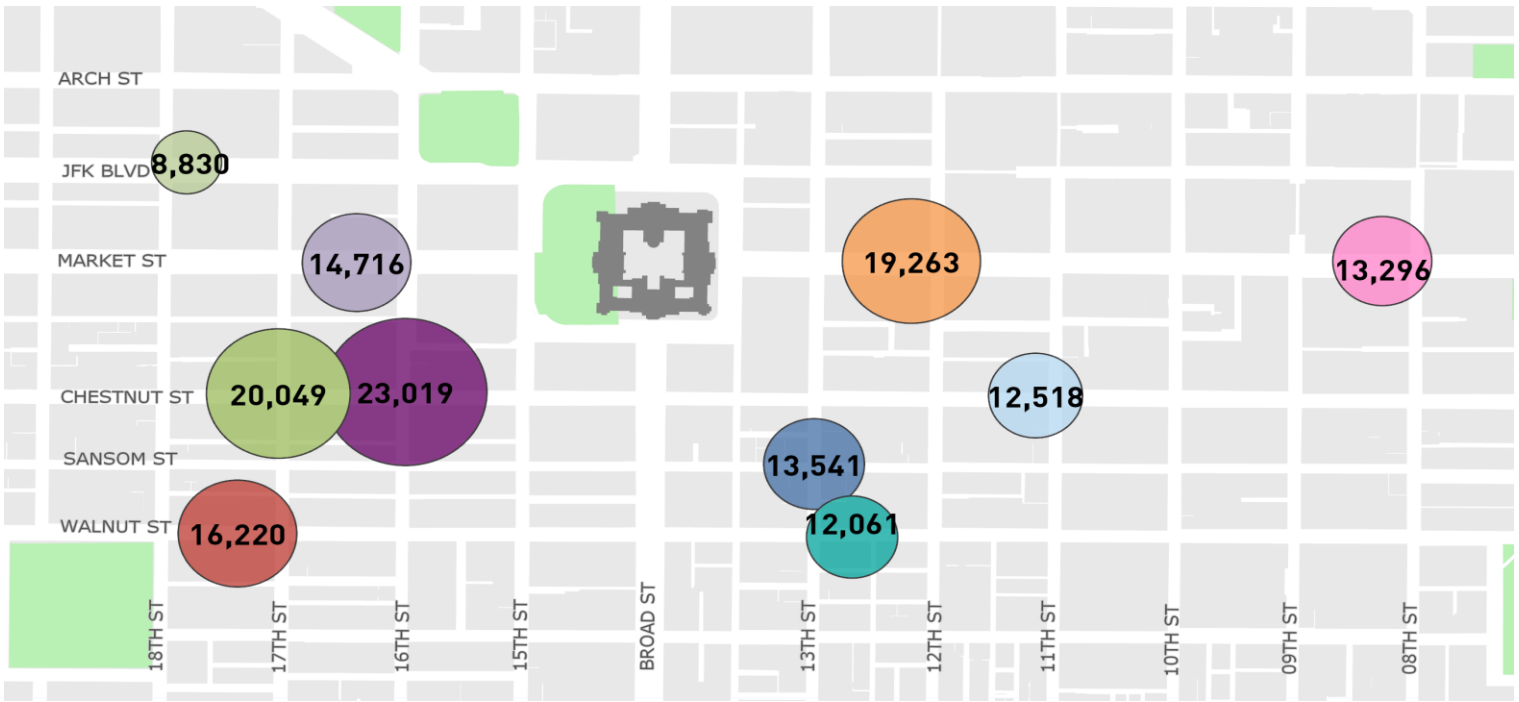 ARCH ST
JFK BLVD
8,830
MARKET ST
14,716
19,263
13,296
CHESTNUT ST
20,049
23,019
12,518
SANSOM ST
13,541
WALNUT ST
16,220
12,061
18TH ST
17TH ST
16TH ST
15TH ST
BROAD ST
13TH ST
12TH ST
11TH ST
10TH ST
09TH ST
08TH ST